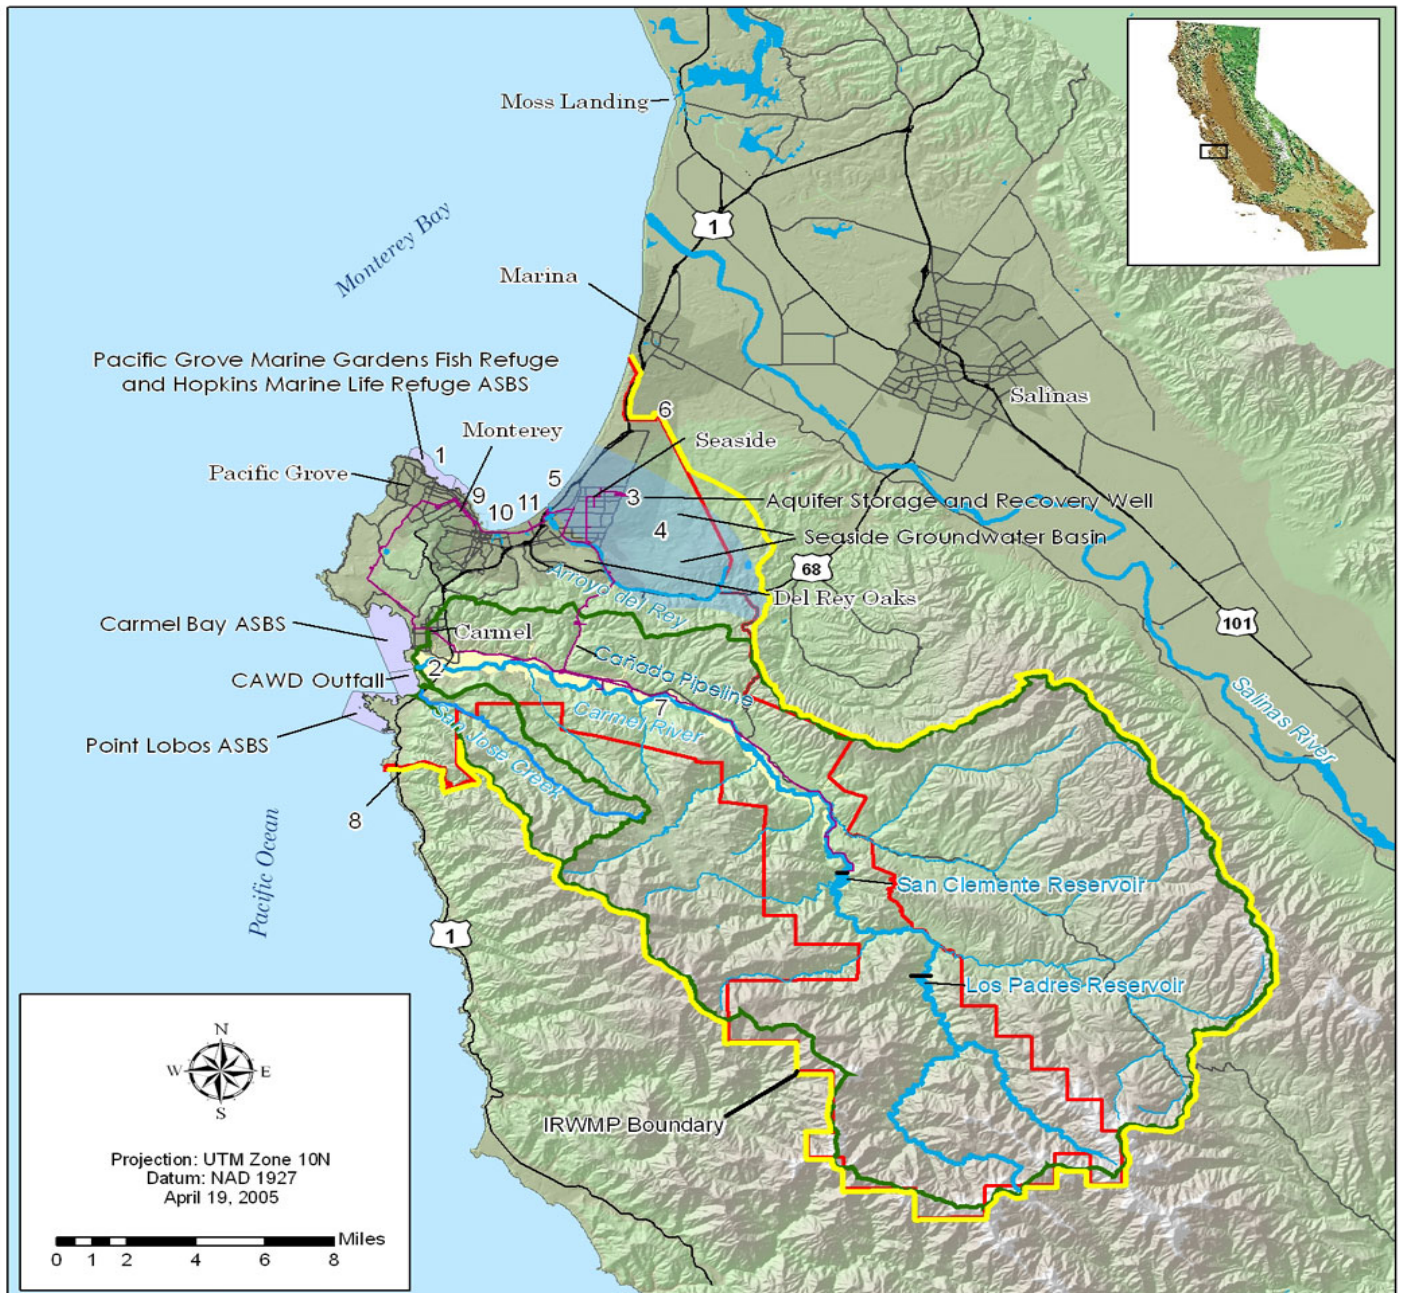 Moss Landing
1
Monterey Bay
Marina
Pacific Grove Marine Gardens Fish Refuge
and Hopkins Marine Life Refuge ASBS
Salinas
6
Monterey
Seaside
1
Pacific Grove
5
9
11
10
3
Aquifer Storage and Recovery Well
4
Seaside Groundwater Basin
68
Arroyo del Rey
Del Rey Oaks
Carmel Bay ASBS
Carmel
101
Cañada Pipeline
2
CAWD Outfall
7
Salinas River
Carmel River
San Jose Creek
Point Lobos ASBS
8
Pacific Ocean
San Clemente Reservoir
1
Los Padres Reservoir
IRWMP Boundary
N
W E
S
Projection: UTM Zone 10N
Datum: NAD 1927
April 19, 2005
Miles
0 1 2 4 6 8